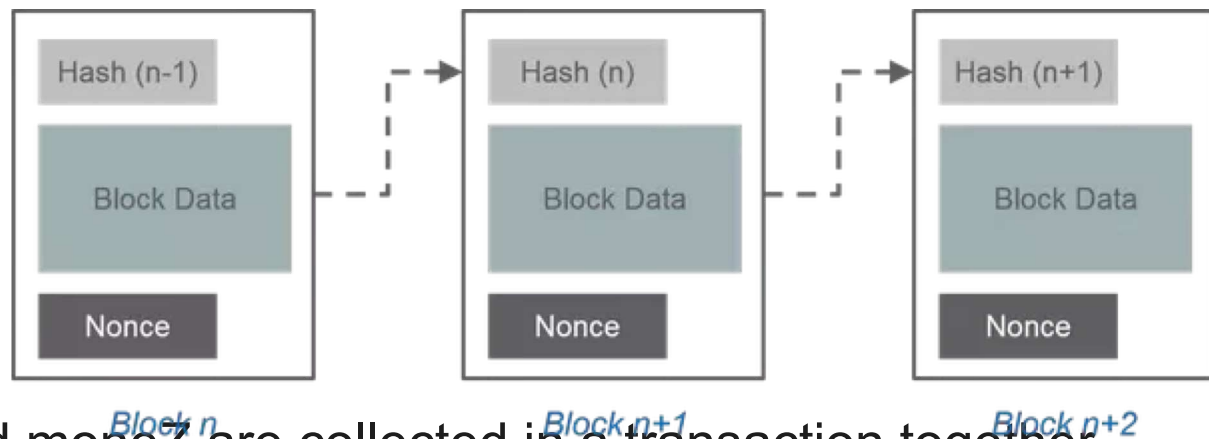 Hash (n-1) Hash (n) Hash (n+1)
Block Data Block Data Block Data
Nonce Nonce Nonce
Block n Block n+1 Block n+2
are collected in a transaction together